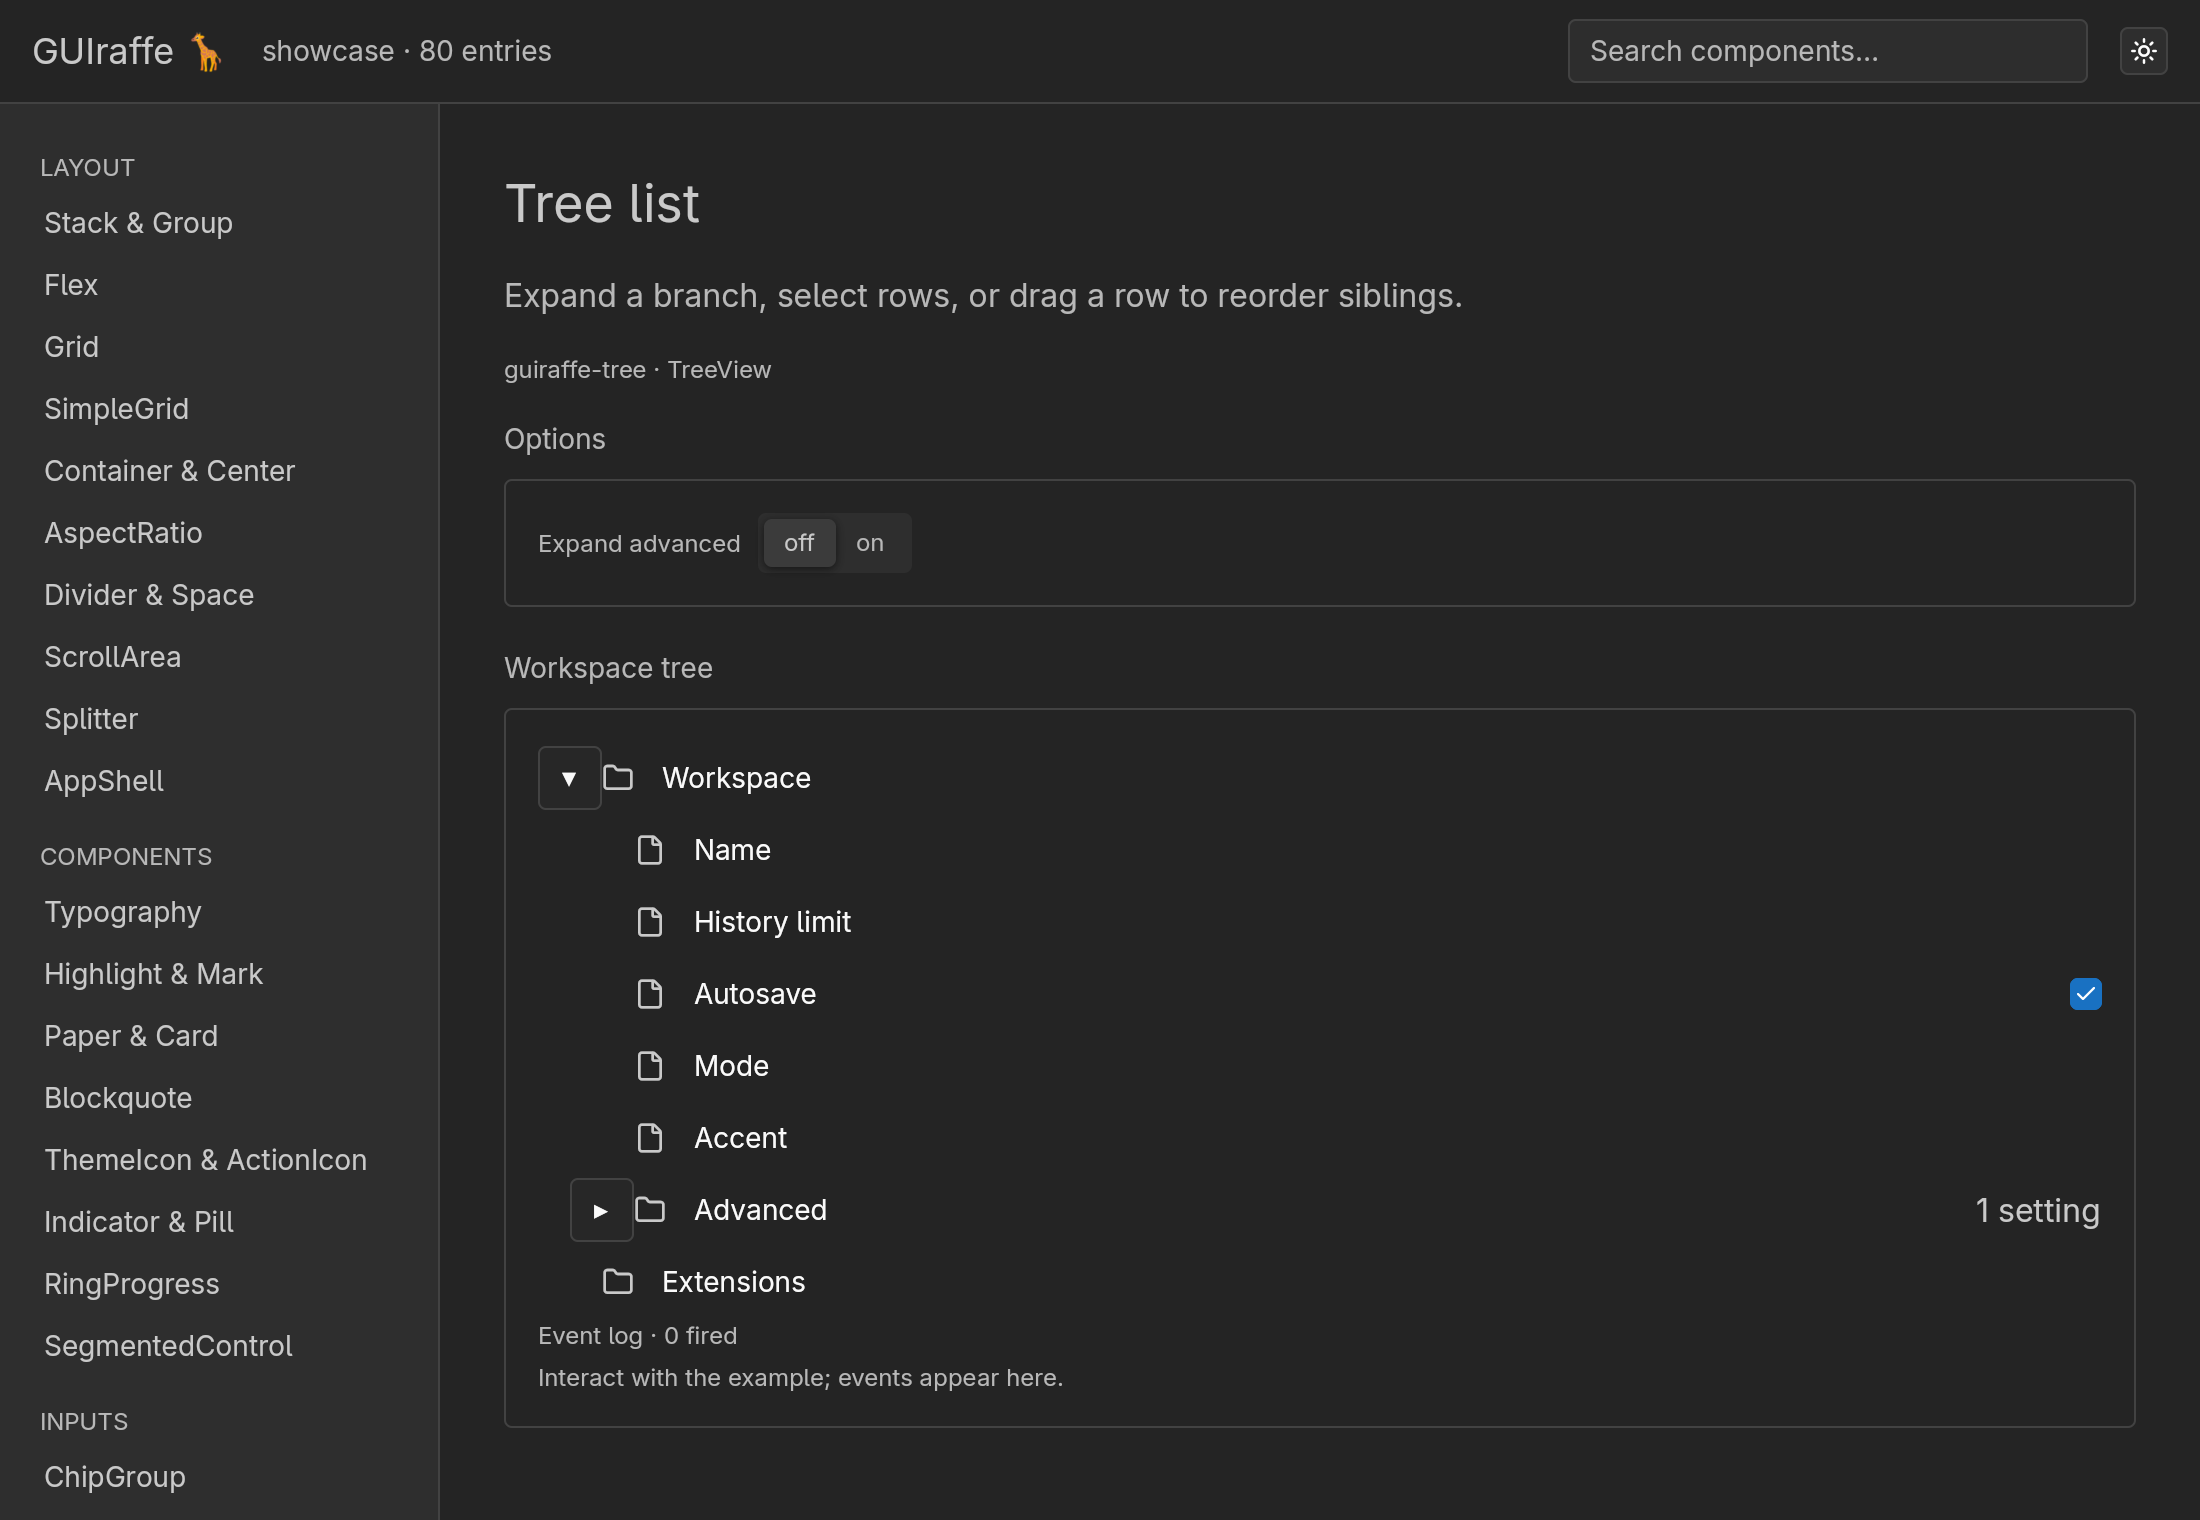 GUIraffe 🦒 showcase · 80 entries
Search components...
LAYOUT
Stack & Group
Flex
Grid
SimpleGrid
Container & Center
AspectRatio
Divider & Space
ScrollArea
Splitter
AppShell
COMPONENTS
Typography
Highlight & Mark
Paper & Card
Blockquote
ThemeIcon & ActionIcon
Indicator & Pill
RingProgress
SegmentedControl
INPUTS
ChipGroup
Tree list
Expand a branch, select rows, or drag a row to reorder siblings.
guiraffe-tree · TreeView
Options
Expand advanced off on
Workspace tree
Workspace
Name
History limit
Autosave
Mode
Accent
Advanced 1 setting
Extensions
Event log · 0 fired
Interact with the example; events appear here.